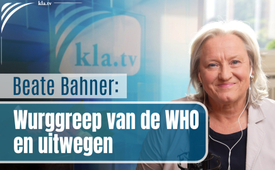 kla.tv
kla.tv
Beate Bahner:
Wurggreep van de WHO
en uitwegen